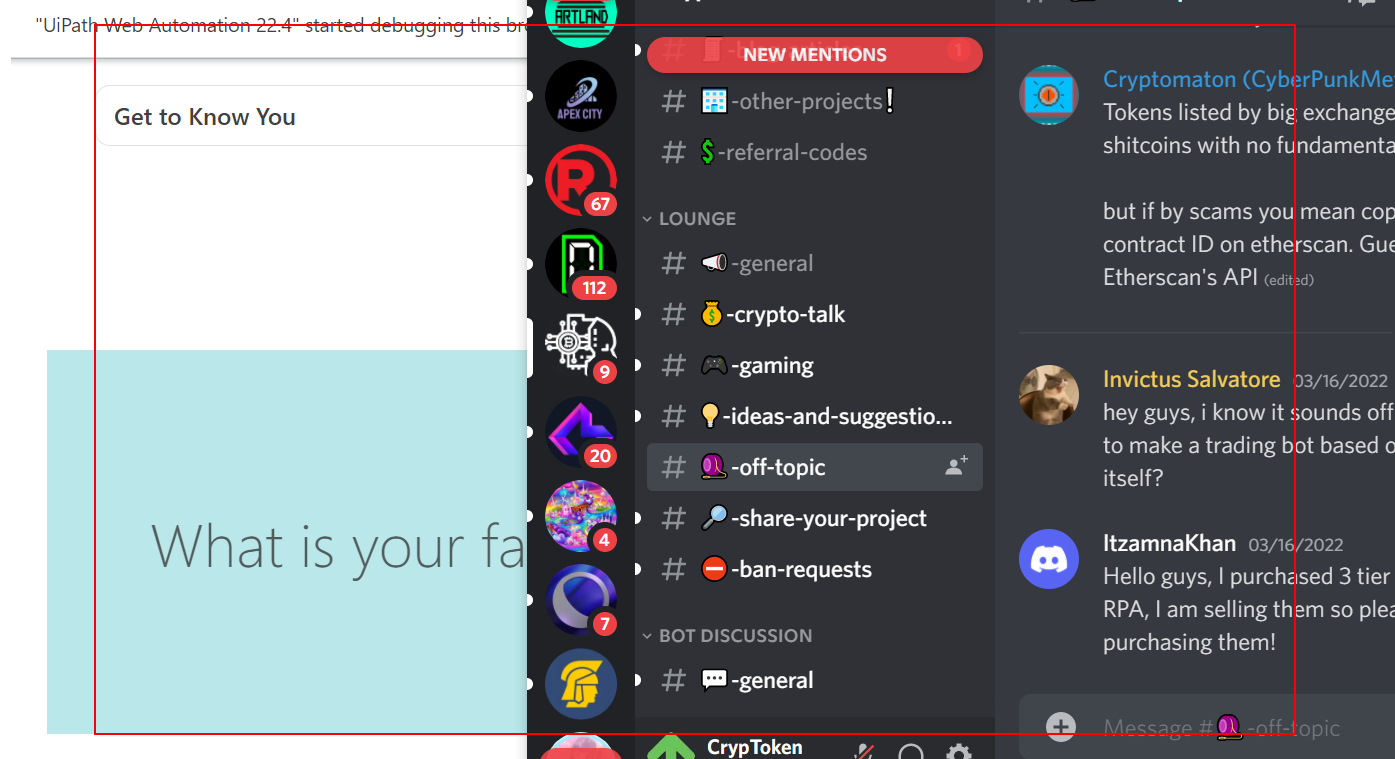 "UiPath Web Automation 22.4" started debugging this br
Get to Know You
What is your fa
ARTLAND
APEX CITY
R
67
112
9
20
4
7
NEW MENTIONS
1
# -other-projects❗
# 💲-referral-codes
LOUNGE
# -general
# -crypto-talk
# -gaming
# -ideas-and-suggestio...
# -off-topic
# -share-your-project
# -ban-requests
BOT DISCUSSION
# -general
CrypToken
Cryptomaton (CyberPunkMe
Tokens listed by big exchange
shitcoins with no fundamenta
but if by scams you mean cop
contract ID on etherscan. Gue
Etherscan's API (edited)
Invictus Salvatore 03/16/2022
hey guys, i know it sounds off
to make a trading bot based o
itself?
ItzamnaKhan 03/16/2022
Hello guys, I purchased 3 tier
RPA, I am selling them so plea
purchasing them!
Message # -off-topic